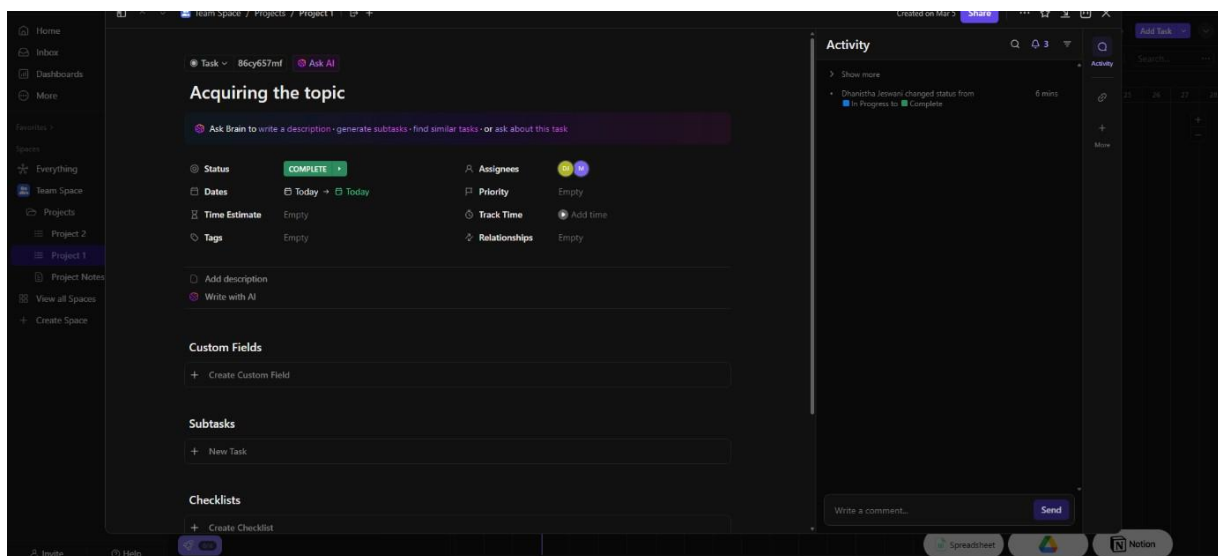 Team Space / Projects / Project 1
Created on Mar 5
Share
Home
Inbox
Dashboards
More
Favorites
Spaces
Everything
Team Space
Projects
Project 2
Project 1
Project Notes
View all Spaces
Create Space
Invite
Help
Task
86cy657mf
Ask AI
Acquiring the topic
Ask Brain to write a description · generate subtasks · find similar tasks · or ask about this task
Status
COMPLETE
Assignees
DJ
M
Dates
Today → Today
Priority
Empty
Time Estimate
Empty
Track Time
Add time
Tags
Empty
Relationships
Empty
Add description
Write with AI
Custom Fields
+ Create Custom Field
Subtasks
+ New Task
Checklists
+ Create Checklist
Activity
3
Show more
Dhanistha Jeswani changed status from
In Progress to Complete
6 mins
Write a comment...
Send
Activity
More
Add Task
Search...
26
27
28
Spreadsheet
Notion